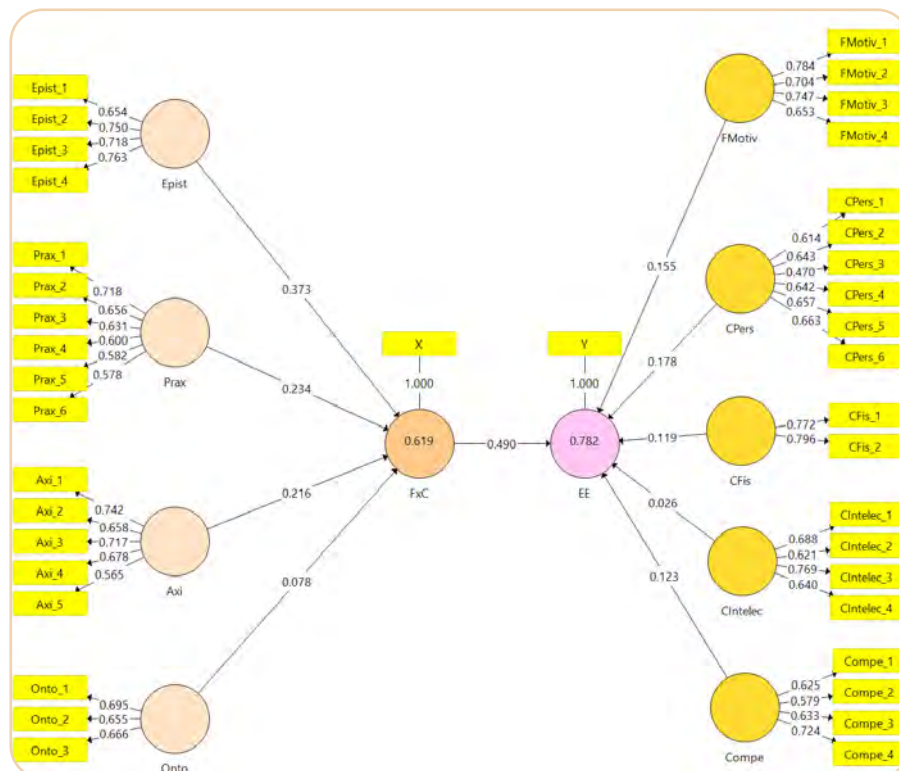 Epist_1
Epist_2
Epist_3
Epist_4
0.654
0.750
0.718
0.763
Epist
Prax_1
Prax_2
Prax_3
Prax_4
Prax_5
Prax_6
0.718
0.656
0.631
0.600
0.582
0.578
Prax
Axi_1
Axi_2
Axi_3
Axi_4
Axi_5
0.742
0.658
0.717
0.678
0.565
Axi
Onto_1
Onto_2
Onto_3
0.695
0.655
0.666
Onto
0.373
0.234
0.216
0.078
X
1.000
0.619
FxC
0.490
Y
1.000
0.782
EE
0.155
0.178
0.119
0.026
0.123
FMotiv
0.784
0.704
0.747
0.653
FMotiv_1
FMotiv_2
FMotiv_3
FMotiv_4
CPers
0.614
0.643
0.470
0.642
0.657
0.663
CPers_1
CPers_2
CPers_3
CPers_4
CPers_5
CPers_6
CFis
0.772
0.796
CFis_1
CFis_2
CIntelec
0.688
0.621
0.769
0.640
CIntelec_1
CIntelec_2
CIntelec_3
CIntelec_4
Compe
0.625
0.579
0.633
0.724
Compe_1
Compe_2
Compe_3
Compe_4